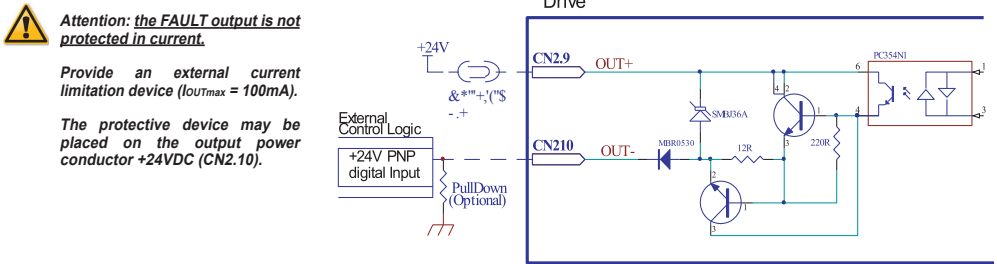 Attention: the FAULT output is not
protected in current.
Provide an external current
limitation device (IOUTmax = 100mA).
The protective device may be
placed on the output power
conductor +24VDC (CN2.10).
Drive
+24V
CN2.9
OUT+
PC354NI
6
1
&*"'+,'("$
- .+
4
2
SMBJ36A
1
4
3
External
Control Logic
+24V PNP
digital Input
CN210
OUT-
MBR0530
12R
3
220R
PullDown
(Optional)
2
1
3